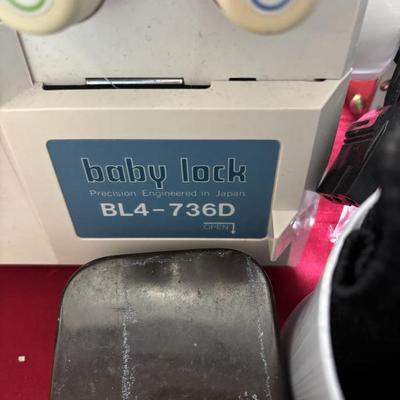 baby lock
Precision Engineered in Japan
BL4-736D
OPEN